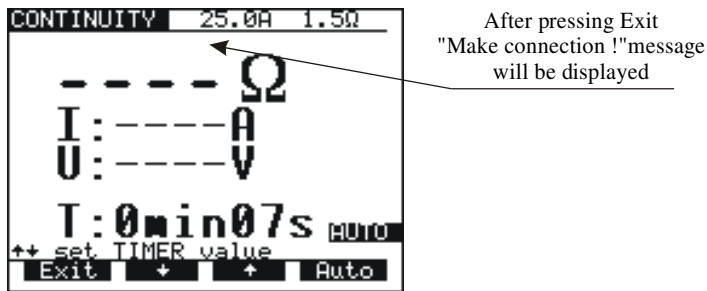 CONTINUITY 25.0A 1.5Ω
---- Ω
I:----A
U:----V
T:0min07s AUTO
↑↓ set TIMER value
Exit ↓ ↑ Auto
After pressing Exit
"Make connection !"message
will be displayed